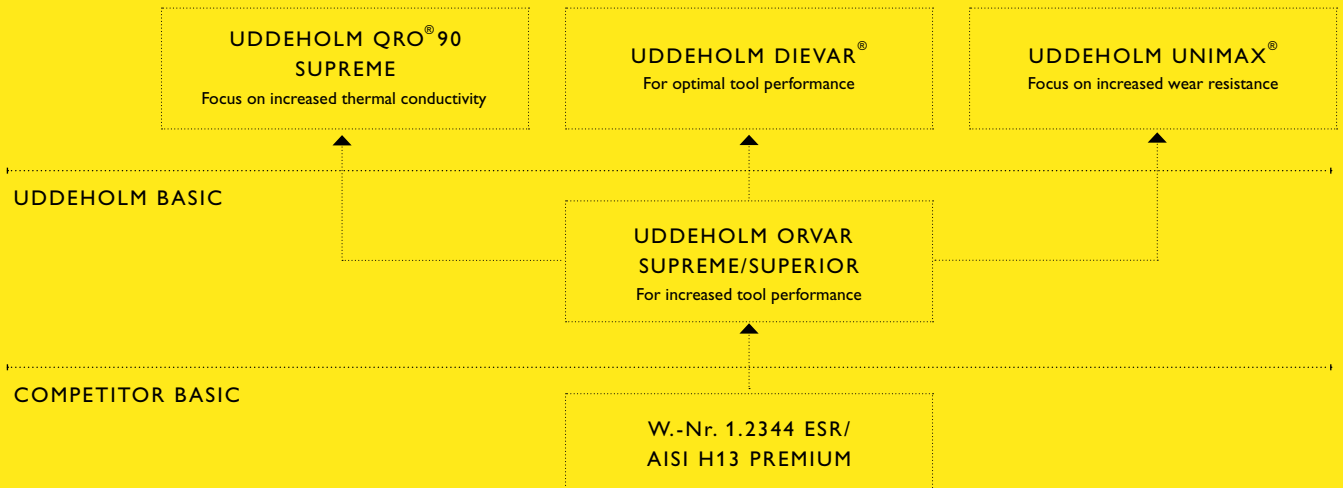 UDDEHOLM QRO® 90
SUPREME
Focus on increased thermal conductivity
UDDEHOLM DIEVAR®
For optimal tool performance
UDDEHOLM UNIMAX®
Focus on increased wear resistance
UDDEHOLM BASIC
UDDEHOLM ORVAR
SUPREME/SUPERIOR
For increased tool performance
COMPETITOR BASIC
W.-Nr. 1.2344 ESR/
AISI H13 PREMIUM